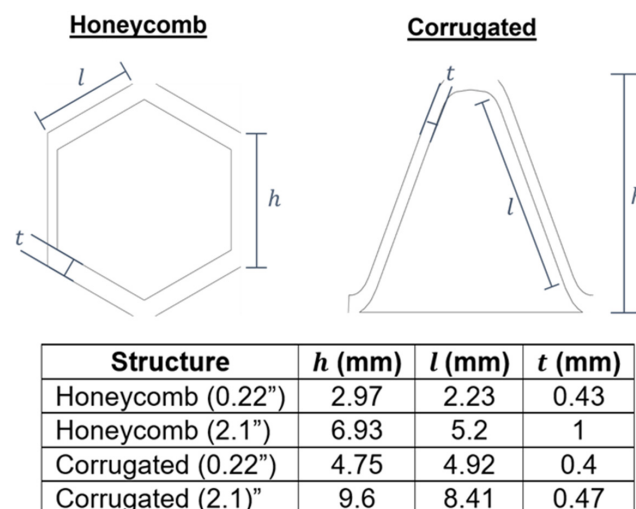 Honeycomb
Corrugated
l
t
h
t
l
h
Structure h (mm) l (mm) t (mm)
Honeycomb (0.22”) 2.97 2.23 0.43
Honeycomb (2.1”) 6.93 5.2 1
Corrugated (0.22”) 4.75 4.92 0.4
Corrugated (2.1)” 9.6 8.41 0.47